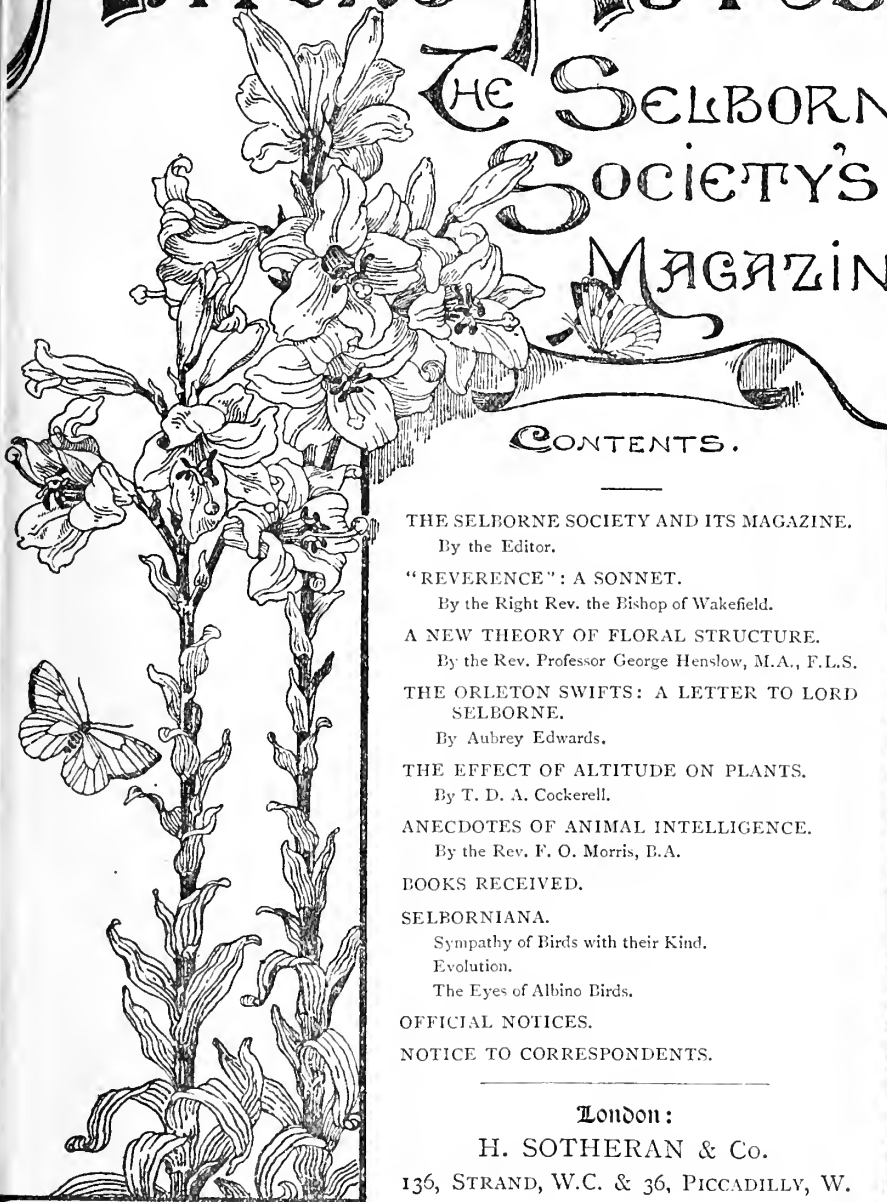 THE SELBORN
SOCIETY'S
MAGAZIN
CONTENTS.
THE SELBORNE SOCIETY AND ITS MAGAZINE.
By the Editor.
"REVERENCE": A SONNET.
By the Right Rev. the Bishop of Wakefield.
A NEW THEORY OF FLORAL STRUCTURE.
By the Rev. Professor George Henslow, M.A., F.L.S.
THE ORLETON SWIFTS: A LETTER TO LORD
SELBORNE.
By Aubrey Edwards.
THE EFFECT OF ALTITUDE ON PLANTS.
By T. D. A. Cockerell.
ANECDOTES OF ANIMAL INTELLIGENCE.
By the Rev. F. O. Morris, B.A.
BOOKS RECEIVED.
SELBORNIANA.
Sympathy of Birds with their Kind.
Evolution.
The Eyes of Albino Birds.
OFFICIAL NOTICES.
NOTICE TO CORRESPONDENTS.
London:
H. SOTHERAN & Co.
136, STRAND, W.C. & 36, PICCADILLY, W.